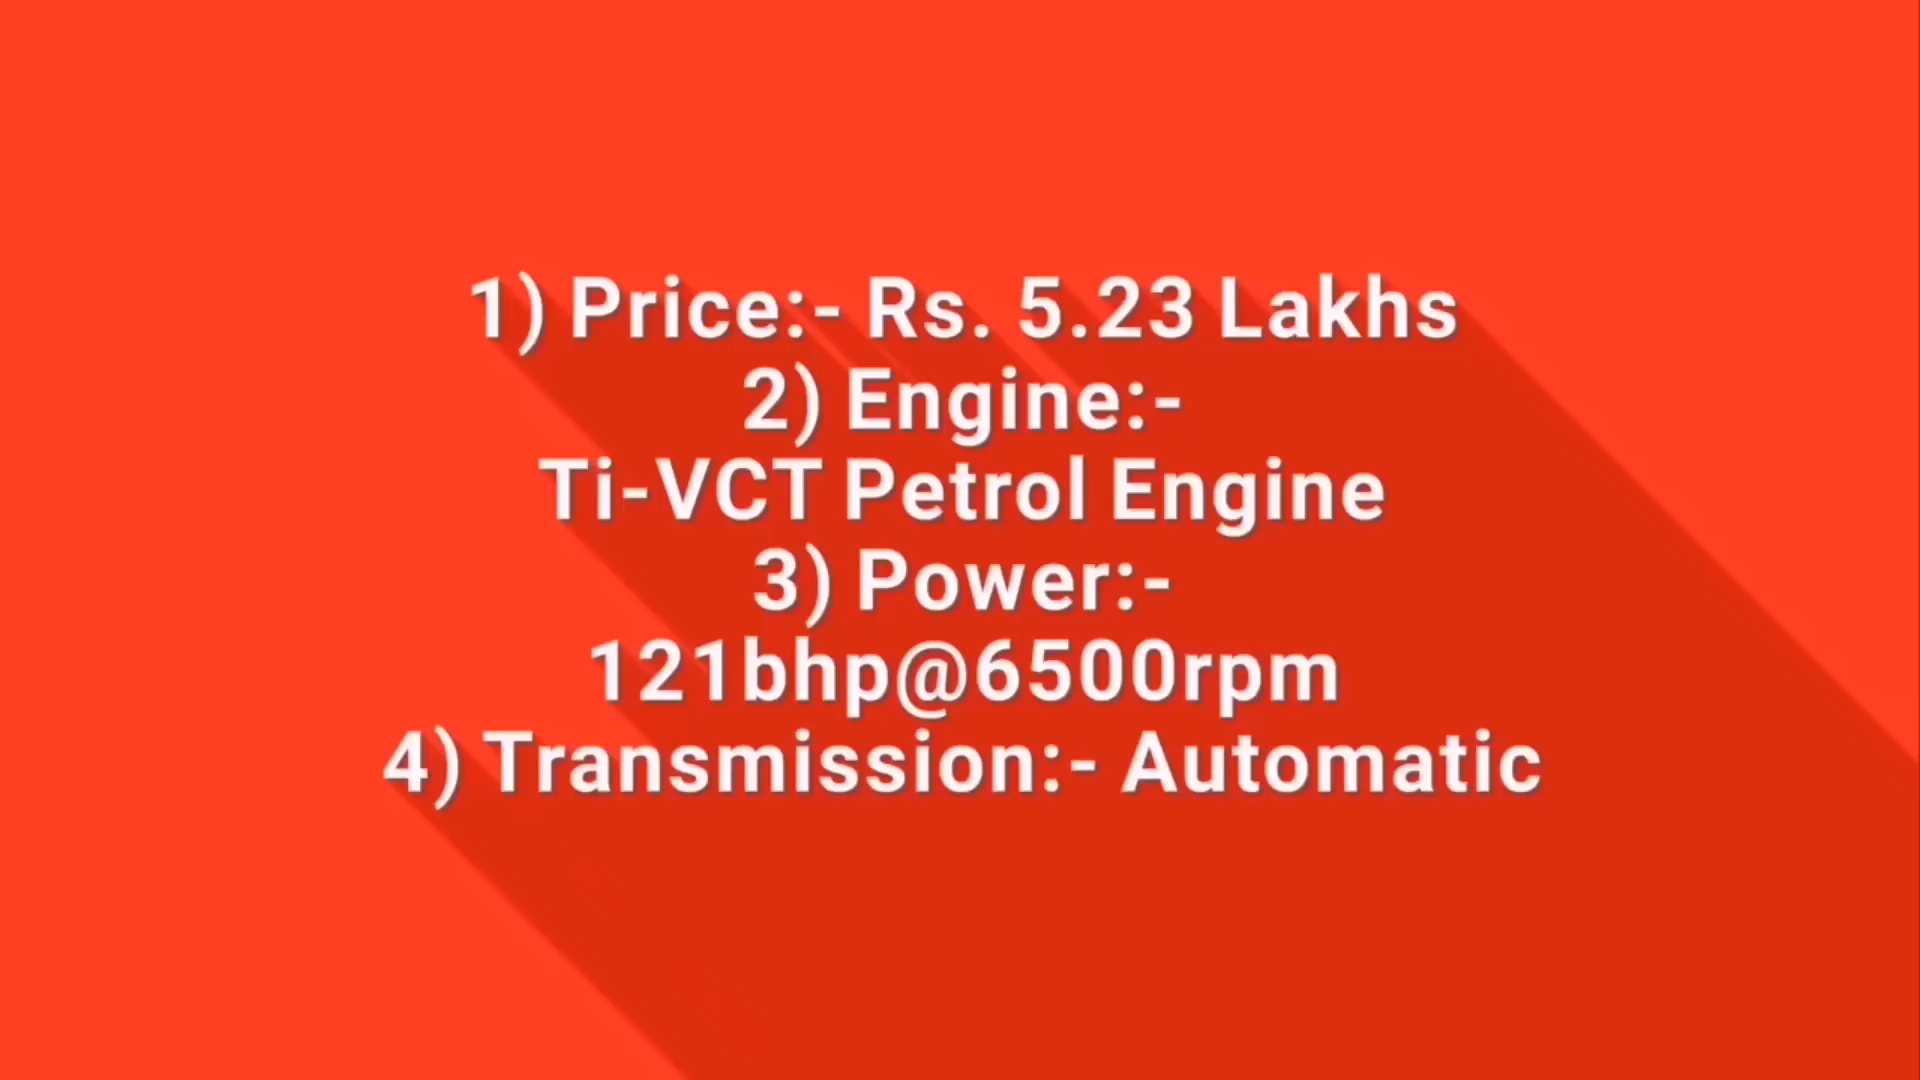 1) Price:- Rs. 5.23 Lakhs
2) Engine:-
Ti-VCT Petrol Engine
3) Power:-
121bhp@6500rpm
4) Transmission:- Automatic